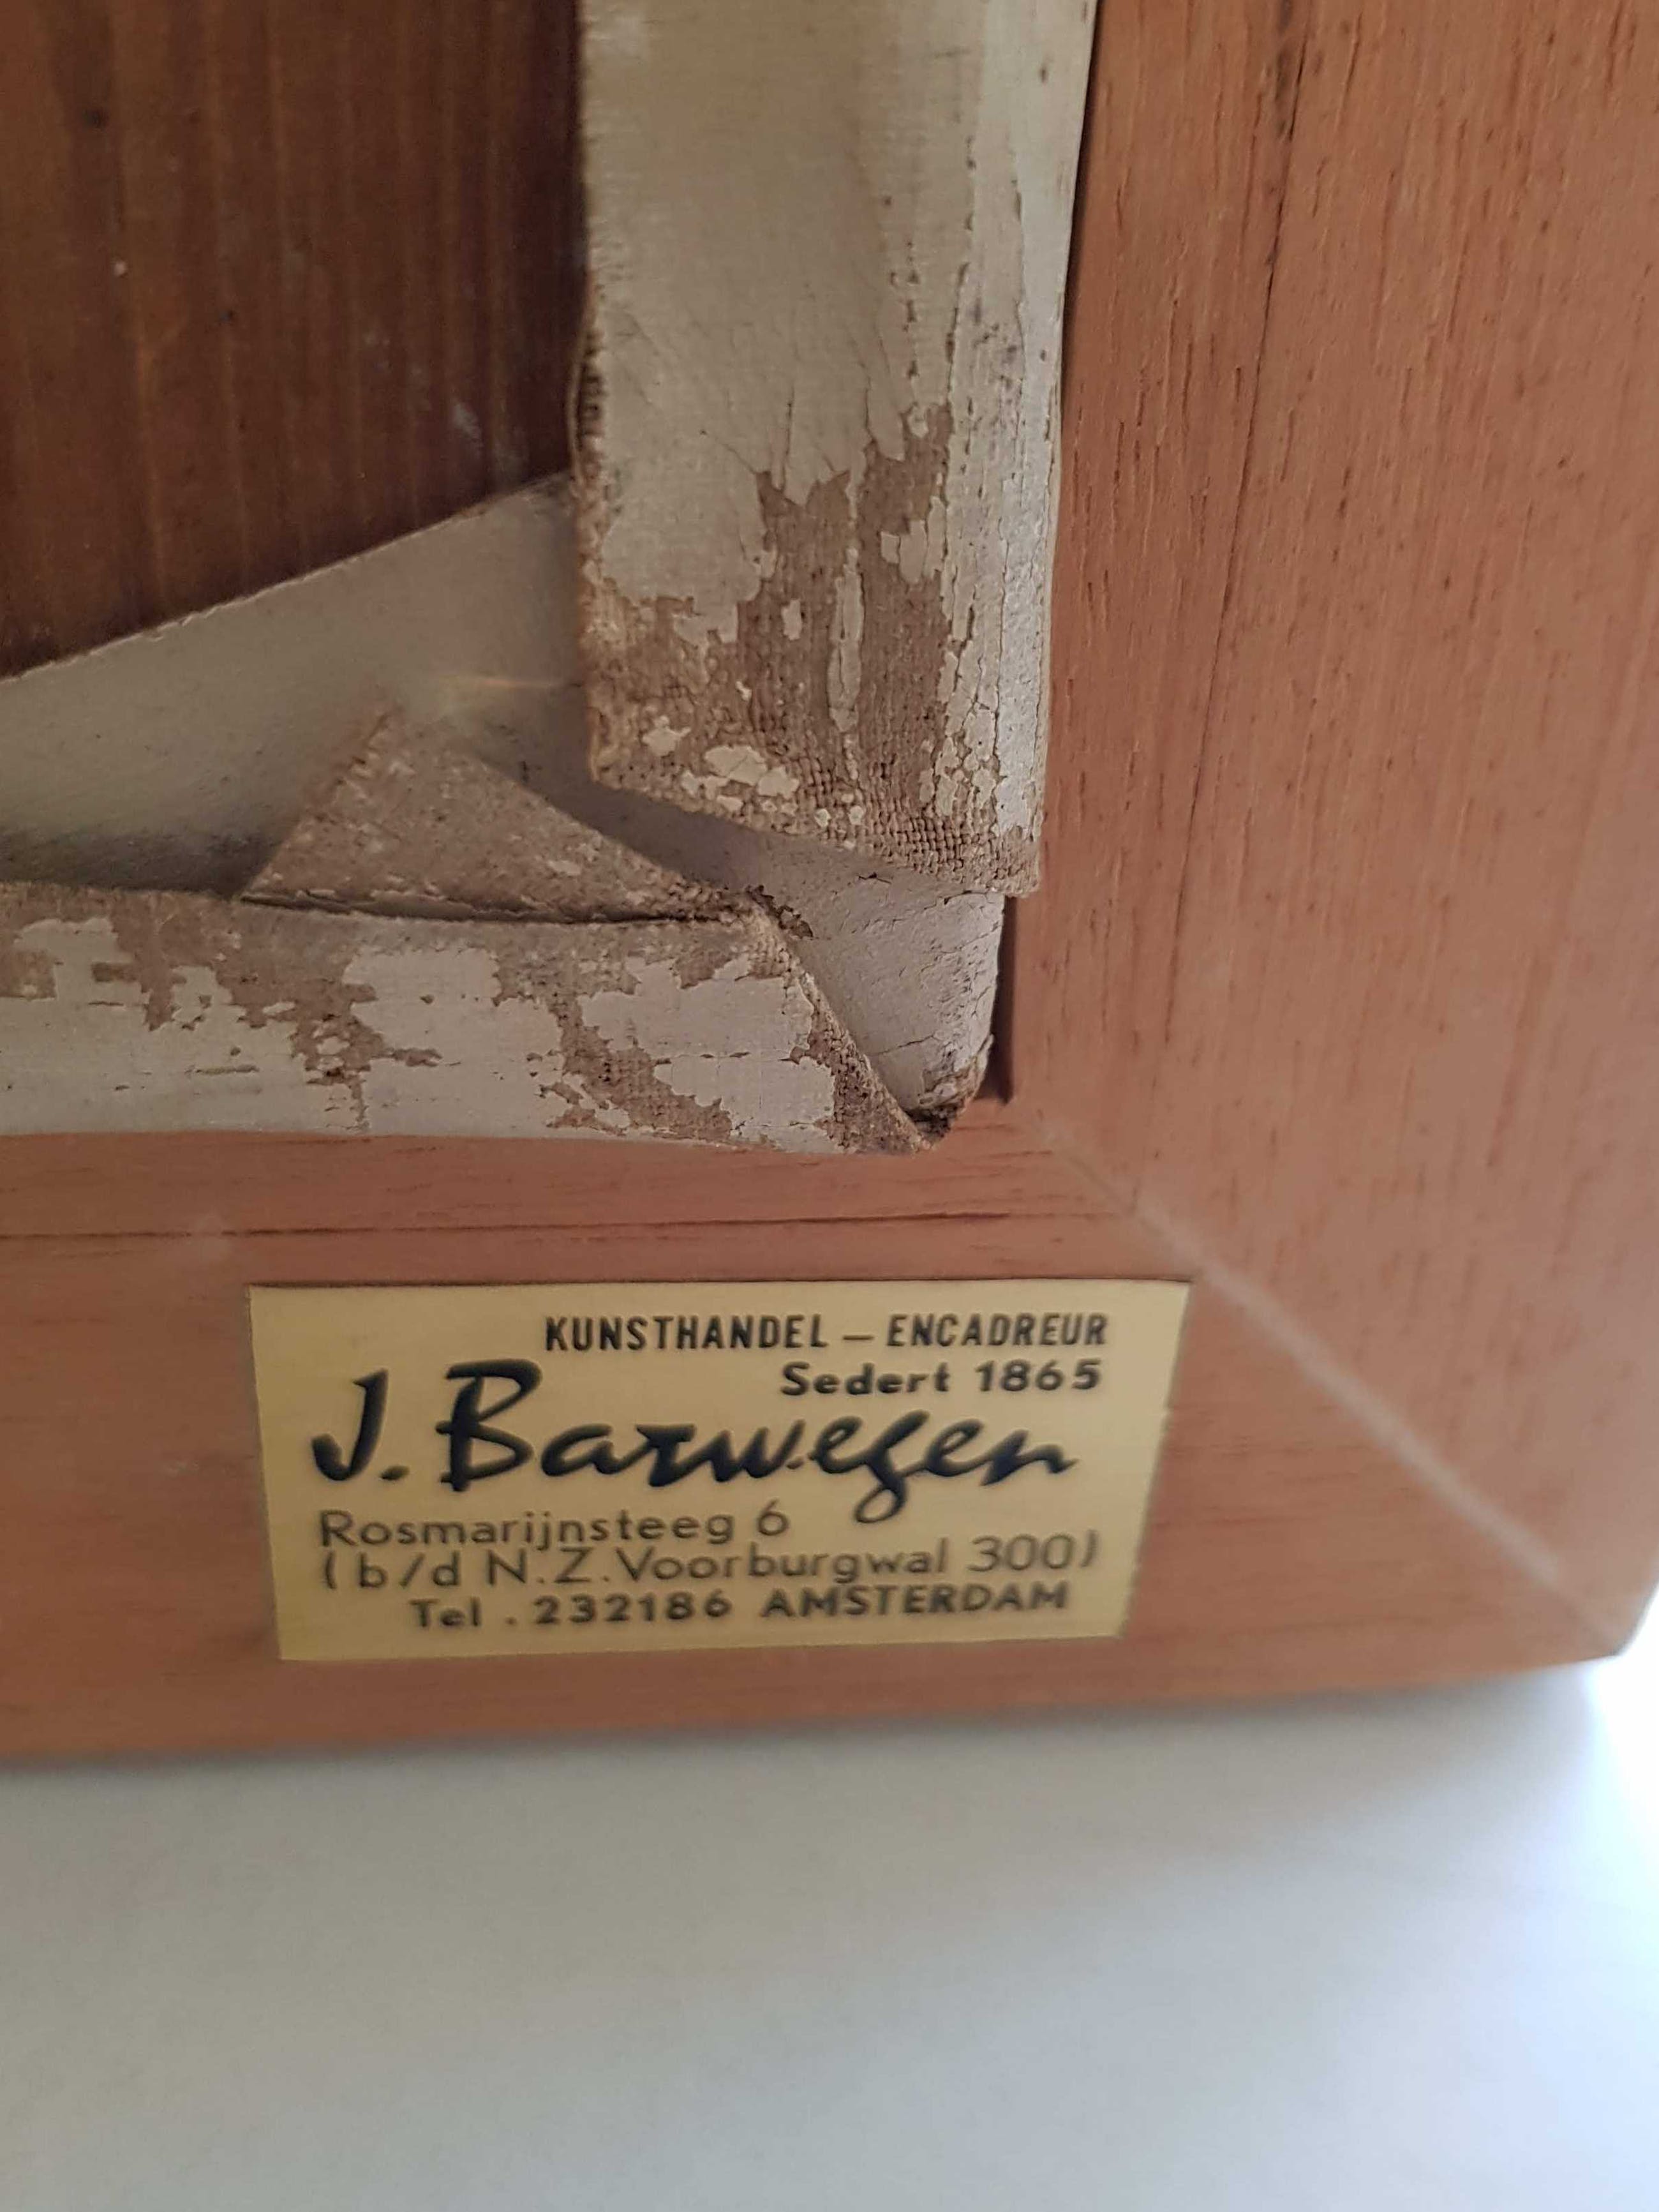 KUNSTHANDEL – ENCADREUR
Sedert 1865
J. Barwegen
Rosmarijnsteeg 6
(b/d N.Z. Voorburgwal 300)
Tel. 232186 AMSTERDAM